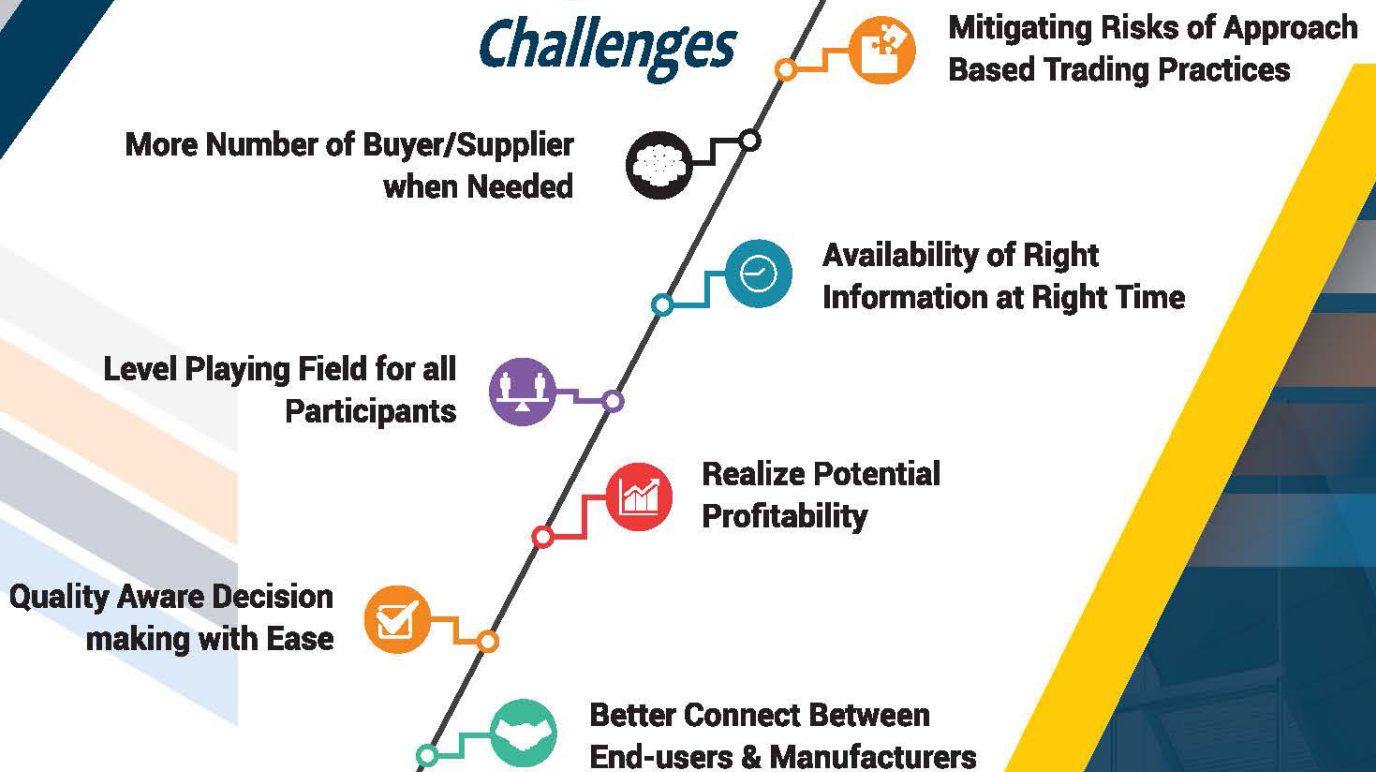 Challenges
Mitigating Risks of Approach
Based Trading Practices
More Number of Buyer/Supplier
when Needed
Availability of Right
Information at Right Time
Level Playing Field for all
Participants
Realize Potential
Profitability
Quality Aware Decision
making with Ease
Better Connect Between
End-users & Manufacturers